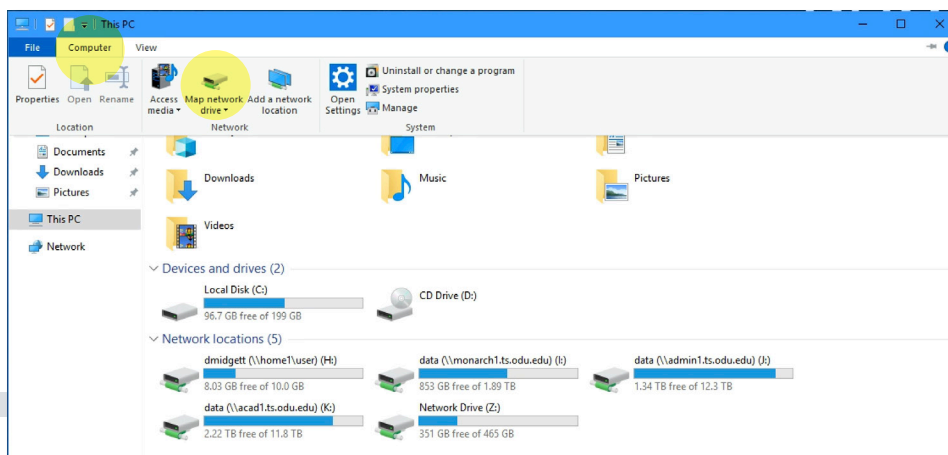 This PC
File Computer View
Properties Open Rename Access media Map network drive Add a network location Open Settings Uninstall or change a program
System properties
Manage
Location Network System
Documents
Downloads
Pictures
This PC
Network
Downloads Music Pictures
Videos
Devices and drives (2)
Local Disk (C:)
96.7 GB free of 199 GB
CD Drive (D:)
Network locations (5)
dmidgett (\\home1\user) (H:)
8.03 GB free of 10.0 GB
data (\\monarch1.ts.odu.edu) (I:)
853 GB free of 1.89 TB
data (\\admin1.ts.odu.edu) (J:)
1.34 TB free of 12.3 TB
data (\\acad1.ts.odu.edu) (K:)
2.22 TB free of 11.8 TB
Network Drive (Z:)
351 GB free of 465 GB